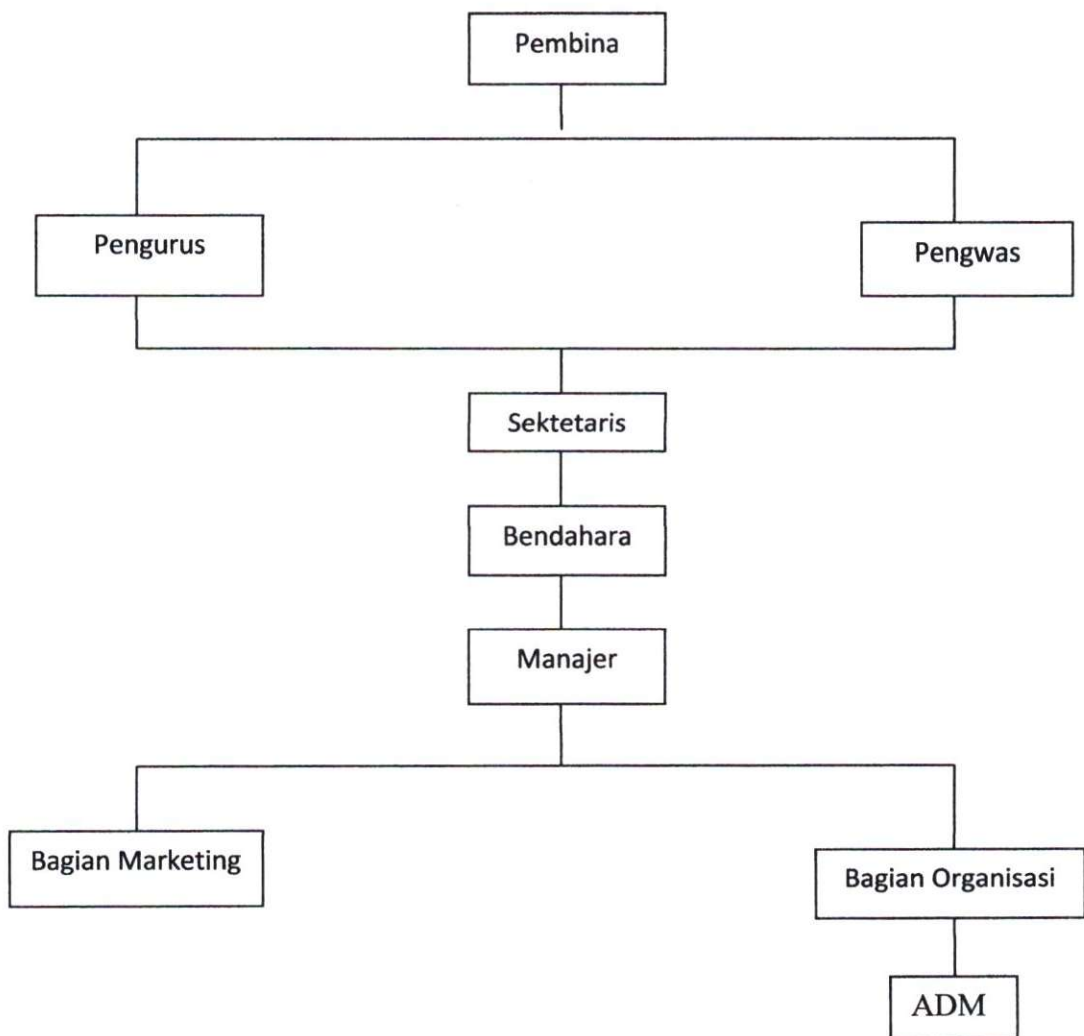 Pembina
Pengurus
Pengwas
Sektetaris
Bendahara
Manajer
Bagian Marketing
Bagian Organisasi
ADM